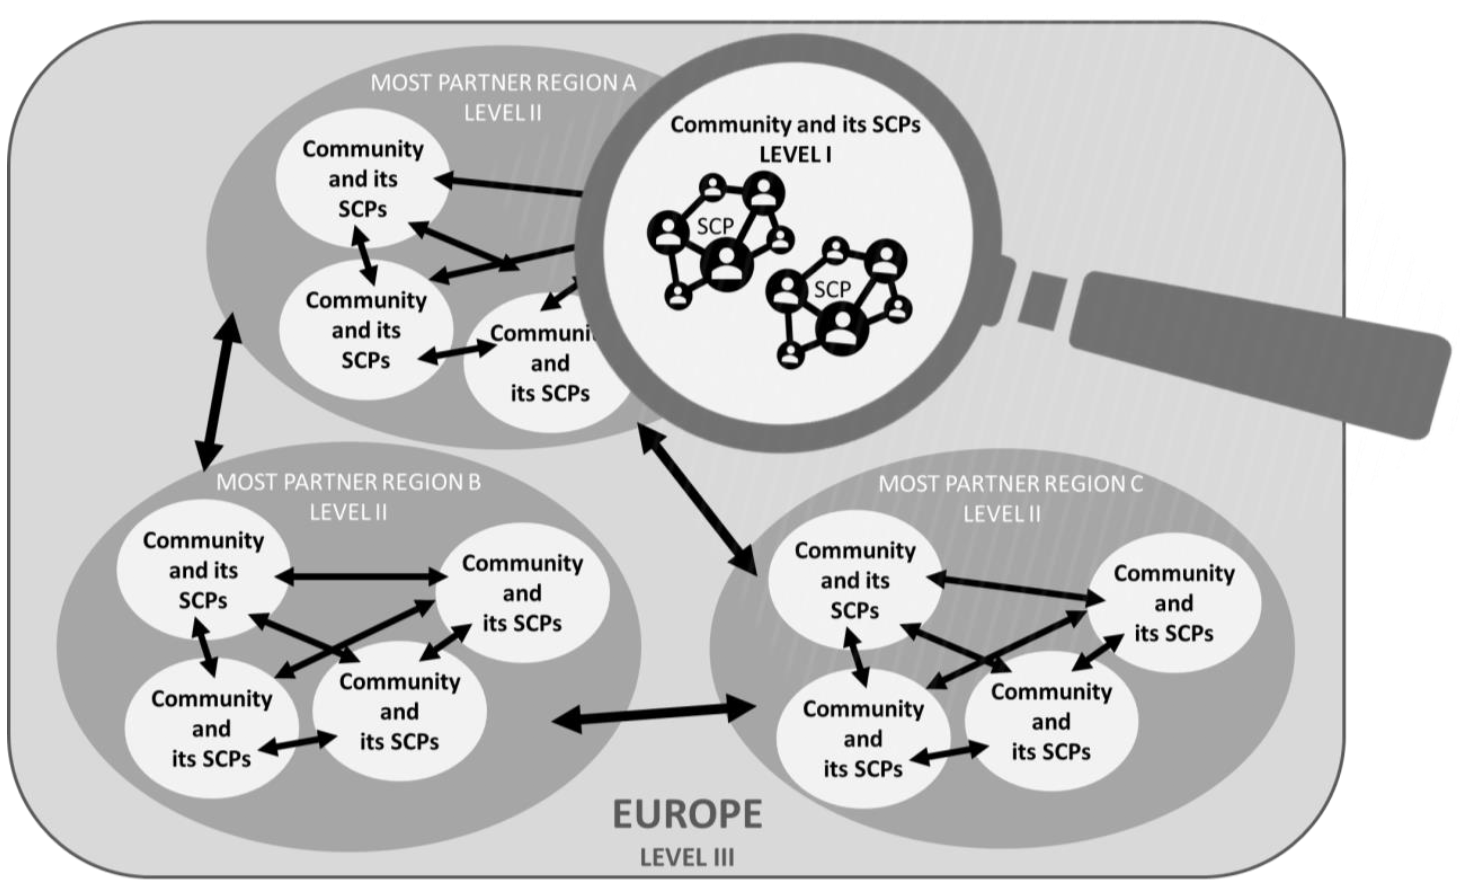 MOST PARTNER REGION A
LEVEL II
Community
and its
SCPs
Community
and its
SCPs
Communi
and
its SCPs
Community and its SCPs
LEVEL I
SCP
SCP
MOST PARTNER REGION B
LEVEL II
Community
and its
SCPs
Community
and
its SCPs
Community
and
its SCPs
Community
and
its SCPs
MOST PARTNER REGION C
LEVEL II
Community
and its
SCPs
Community
and
its SCPs
Community
and
its SCPs
Community
and
its SCPs
EUROPE
LEVEL III